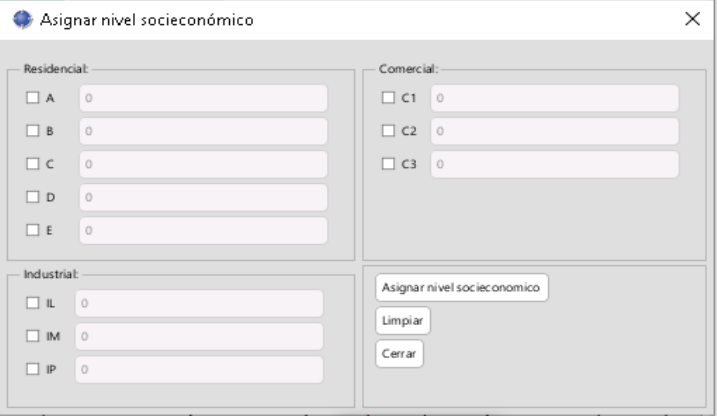 Asignar nivel socieconómico
Residencial:
A 0
B 0
C 0
D 0
E 0
Comercial:
C1 0
C2 0
C3 0
Industrial:
IL 0
IM 0
IP 0
Asignar nivel socieconomico
Limpiar
Cerrar